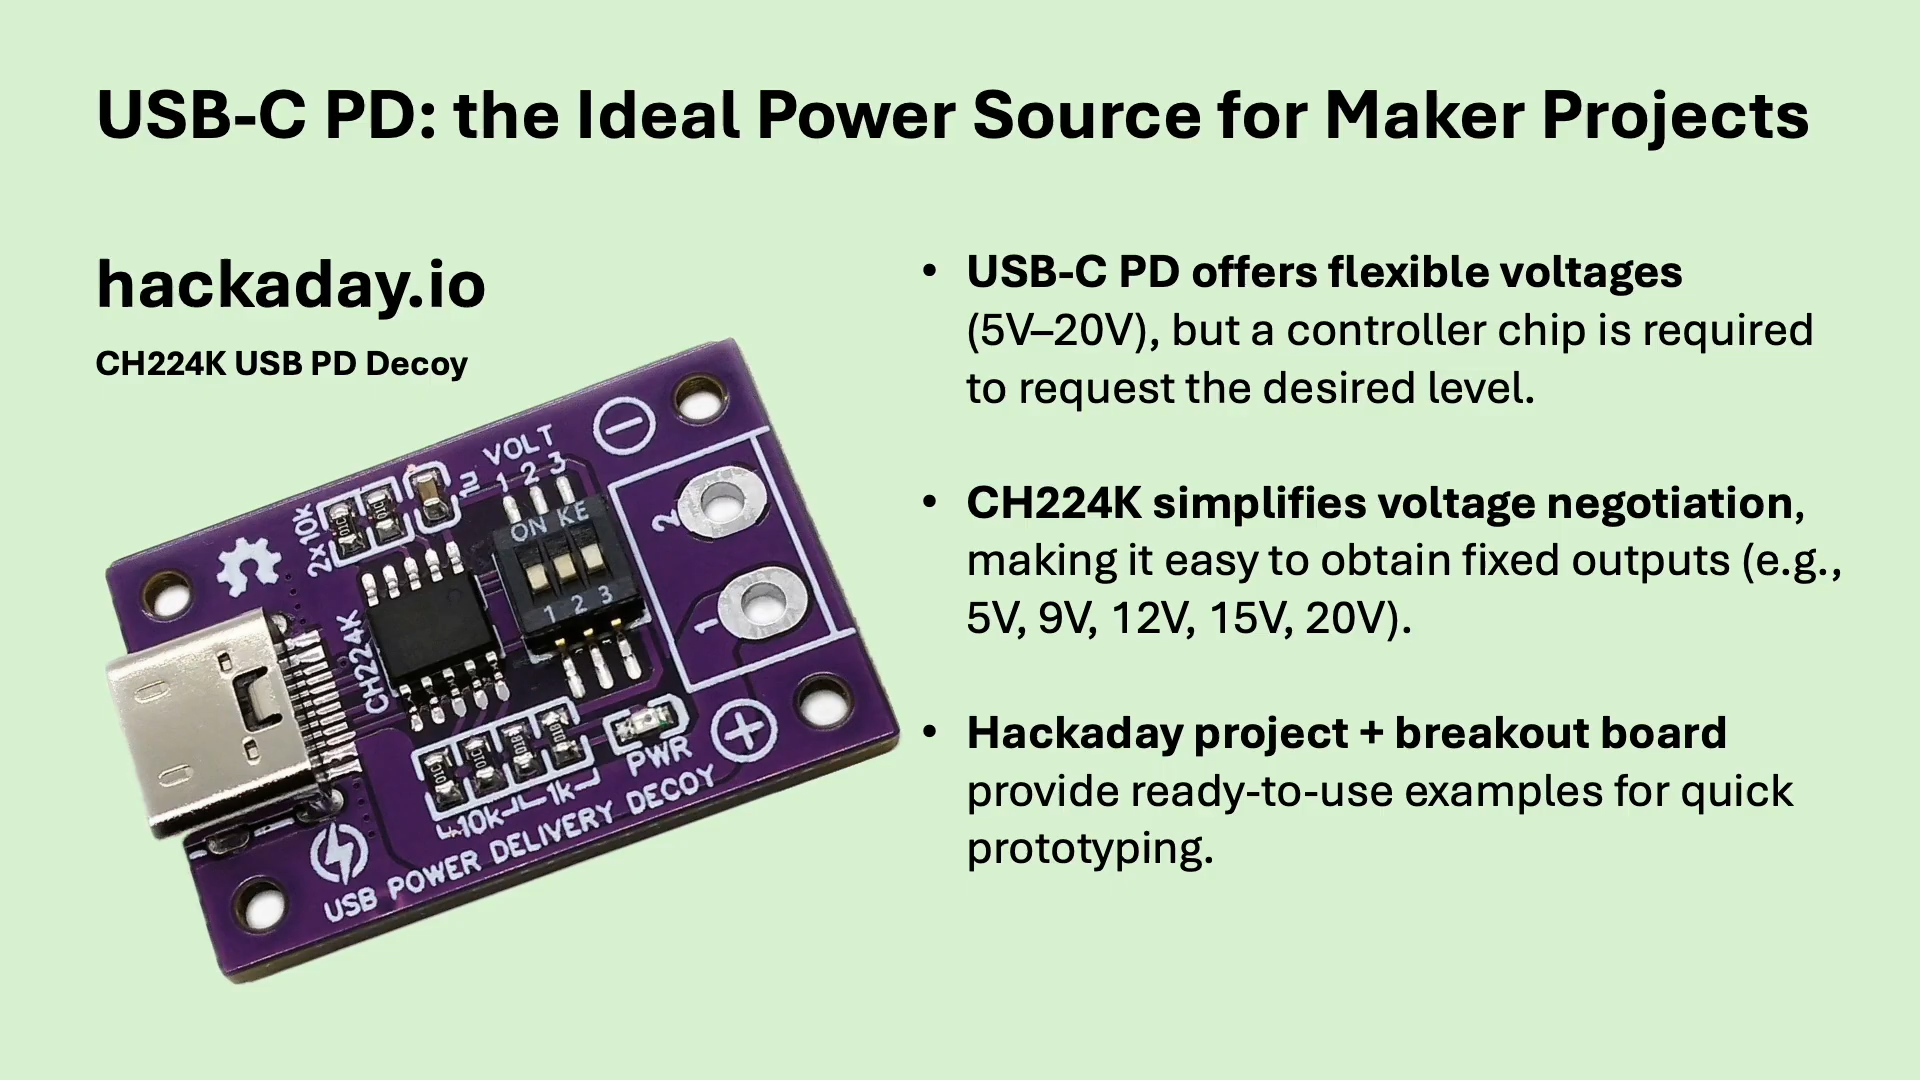 USB-C PD: the Ideal Power Source for Maker Projects
hackaday.io
CH224K USB PD Decoy
• USB-C PD offers flexible voltages
(5V–20V), but a controller chip is required
to request the desired level.
• CH224K simplifies voltage negotiation,
making it easy to obtain fixed outputs (e.g.,
5V, 9V, 12V, 15V, 20V).
• Hackaday project + breakout board
provide ready-to-use examples for quick
prototyping.
VOLT
1 2 3
1U
2x10k
ON KE
1 2 3
2
1
CH224K
PWR
10k 1k
USB POWER DELIVERY DECOY